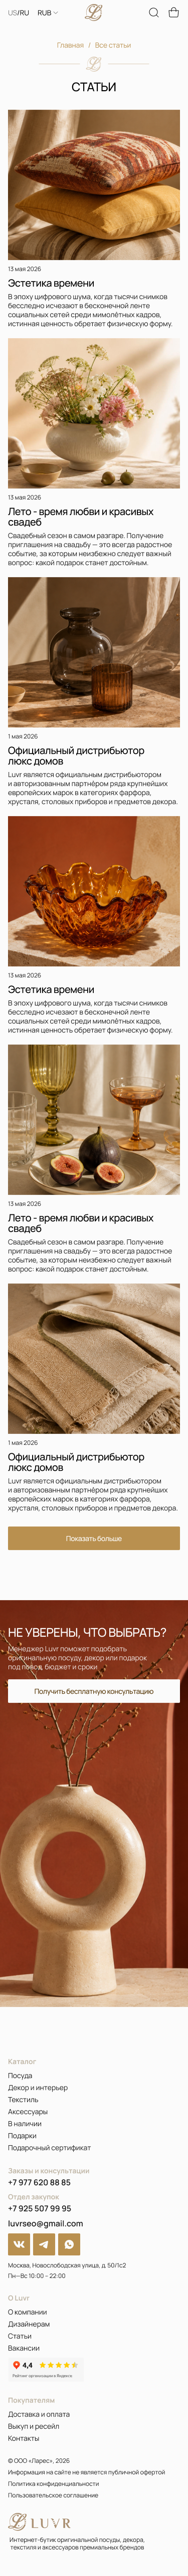 US/RU RUB
Главная / Все статьи
СТАТЬИ
13 мая 2026
Эстетика времени
В эпоху цифрового шума, когда тысячи снимков
бесследно исчезают в бесконечной ленте
социальных сетей среди мимолётных кадров,
истинная ценность обретает физическую форму.
13 мая 2026
Лето - время любви и красивых
свадеб
Свадебный сезон в самом разгаре. Получение
приглашения на свадьбу — это всегда радостное
событие, за которым неизбежно следует важный
вопрос: какой подарок станет достойным.
1 мая 2026
Официальный дистрибьютор
люкс домов
Luvr является официальным дистрибьютором
и авторизованным партнёром ряда крупнейших
европейских марок в категориях фарфора,
хрусталя, столовых приборов и предметов декора.
13 мая 2026
Эстетика времени
В эпоху цифрового шума, когда тысячи снимков
бесследно исчезают в бесконечной ленте
социальных сетей среди мимолётных кадров,
истинная ценность обретает физическую форму.
13 мая 2026
Лето - время любви и красивых
свадеб
Свадебный сезон в самом разгаре. Получение
приглашения на свадьбу — это всегда радостное
событие, за которым неизбежно следует важный
вопрос: какой подарок станет достойным.
1 мая 2026
Официальный дистрибьютор
люкс домов
Luvr является официальным дистрибьютором
и авторизованным партнёром ряда крупнейших
европейских марок в категориях фарфора,
хрусталя, столовых приборов и предметов декора.
Показать больше
НЕ УВЕРЕНЫ, ЧТО ВЫБРАТЬ?
Менеджер Luvr поможет подобрать
оригинальную посуду, декор или подарок
под повод, бюджет и сроки
Получить бесплатную консультацию
Каталог
Посуда
Декор и интерьер
Текстиль
Аксессуары
В наличии
Подарки
Подарочный сертификат
Заказы и консультации
+7 977 620 88 85
Отдел закупок
+7 925 507 99 95
luvrseo@gmail.com
Москва, Новослободская улица, д. 50/1с2
Пн—Вс 10:00 – 22:00
О Luvr
О компании
Дизайнерам
Статьи
Вакансии
4,4
Рейтинг организации в Яндексе
Покупателям
Доставка и оплата
Выкуп и ресейл
Контакты
© ООО «Ларес», 2026
Информация на сайте не является публичной офертой
Политика конфиденциальности
Пользовательское соглашение
LUVR
Интернет-бутик оригинальной посуды, декора,
текстиля и аксессуаров премиальных брендов